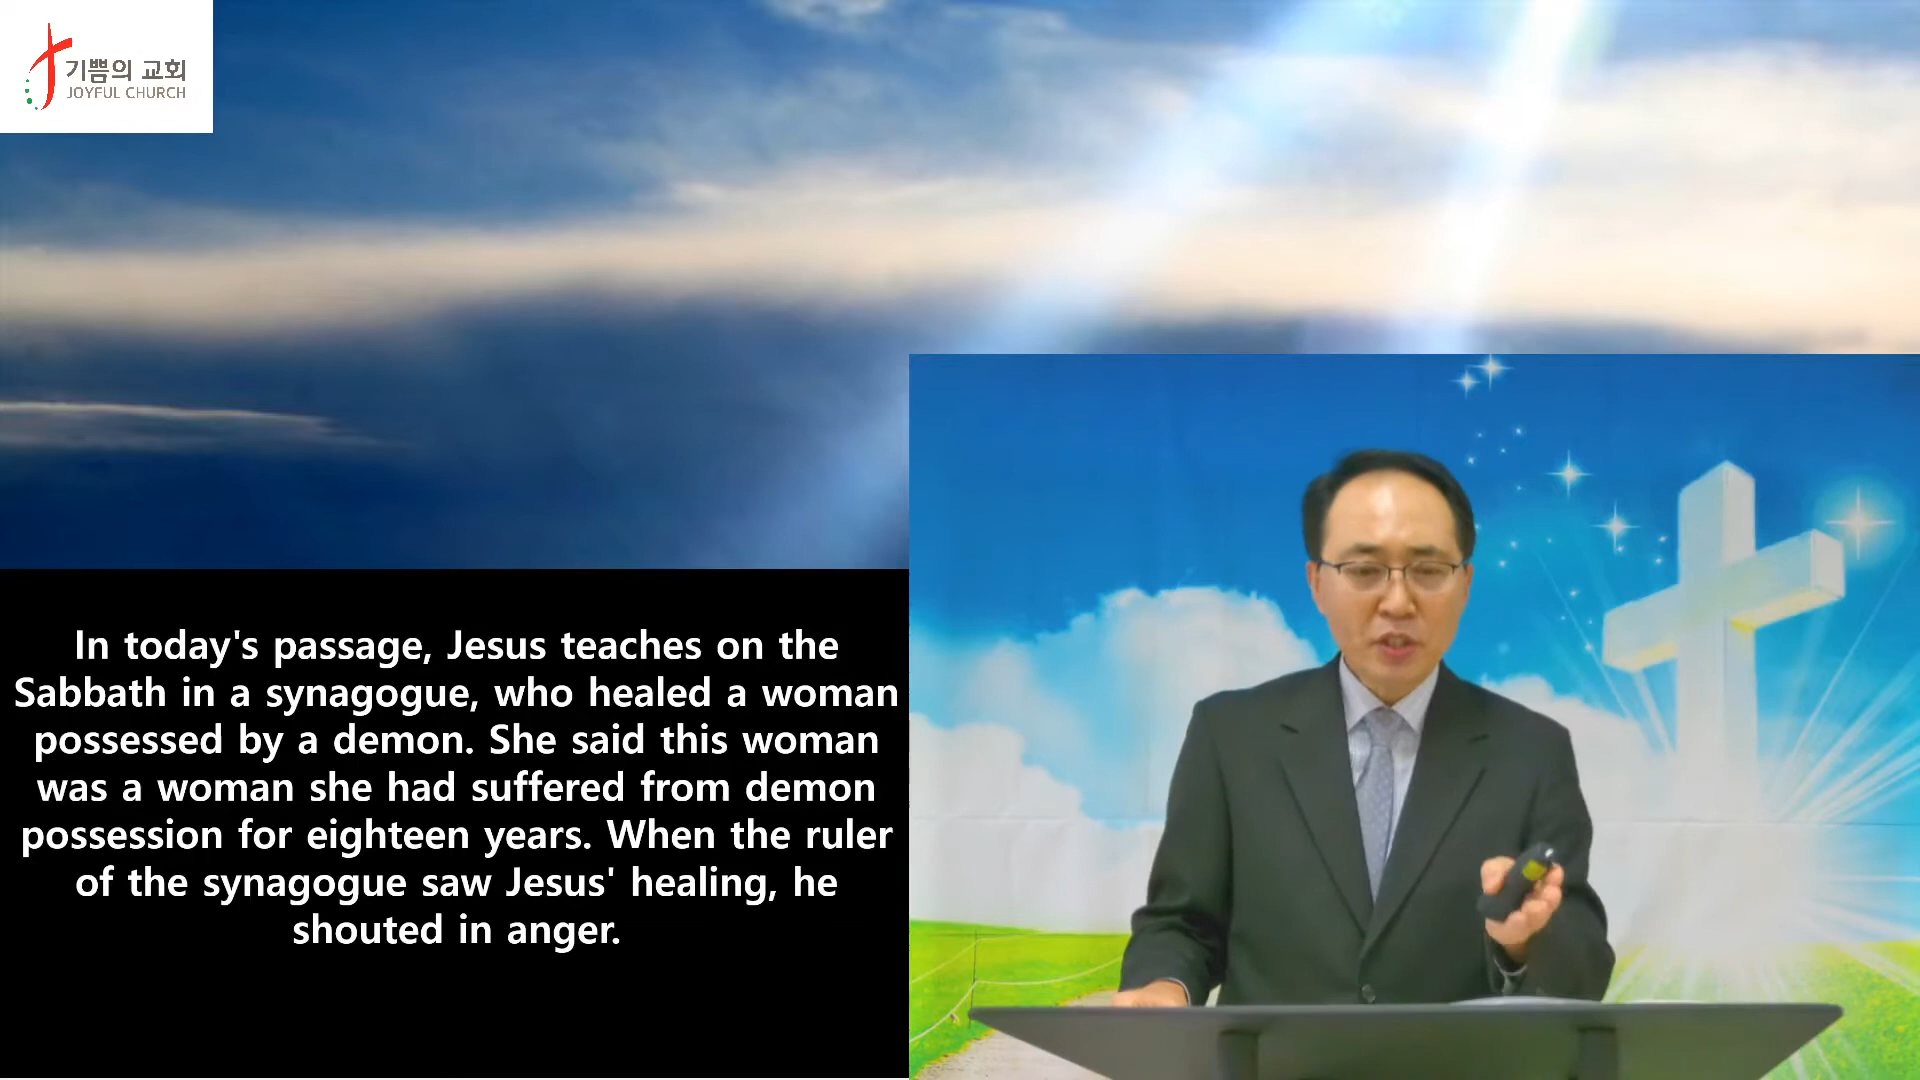 기쁨의 교회
JOYFUL CHURCH
In today's passage, Jesus teaches on the
Sabbath in a synagogue, who healed a woman
possessed by a demon. She said this woman
was a woman she had suffered from demon
possession for eighteen years. When the ruler
of the synagogue saw Jesus' healing, he
shouted in anger.